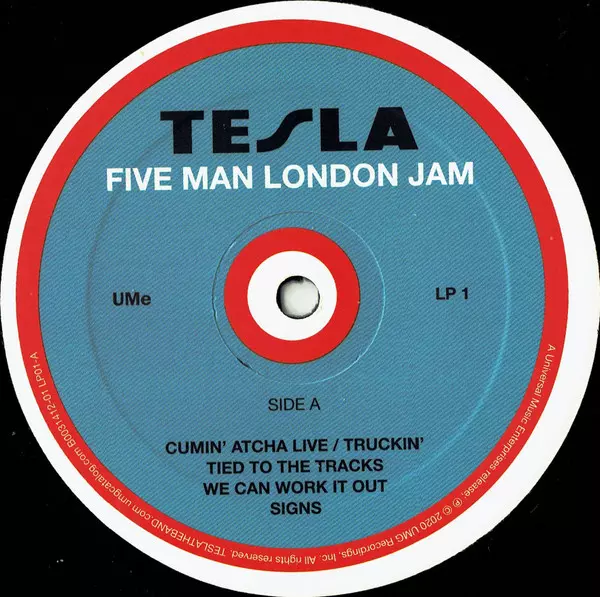 TESLA
FIVE MAN LONDON JAM
UMe
LP 1
SIDE A
CUMIN' ATCHA LIVE / TRUCKIN'
TIED TO THE TRACKS
WE CAN WORK IT OUT
SIGNS
A Universal Music Enterprises release; ℗ © 2020 UMG Recordings, Inc. All rights reserved. TESLATHEBAND.com umgcatalog.com B0031412-01 LP01-A